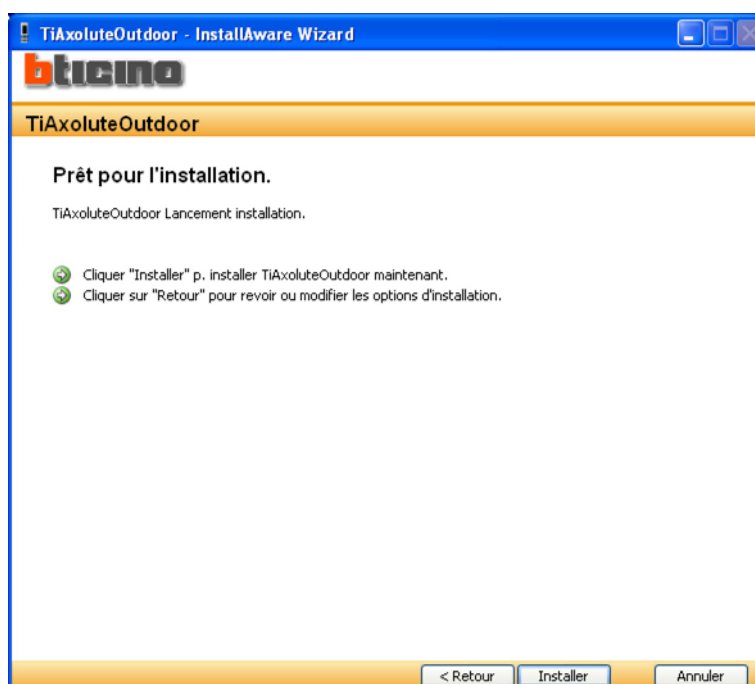 TiAxoluteOutdoor - InstallAware Wizard
bticino
TiAxoluteOutdoor
Prêt pour l'installation.
TiAxoluteOutdoor Lancement installation.
Cliquer "Installer" p. installer TiAxoluteOutdoor maintenant.
Cliquer sur "Retour" pour revoir ou modifier les options d'installation.
< Retour Installer Annuler